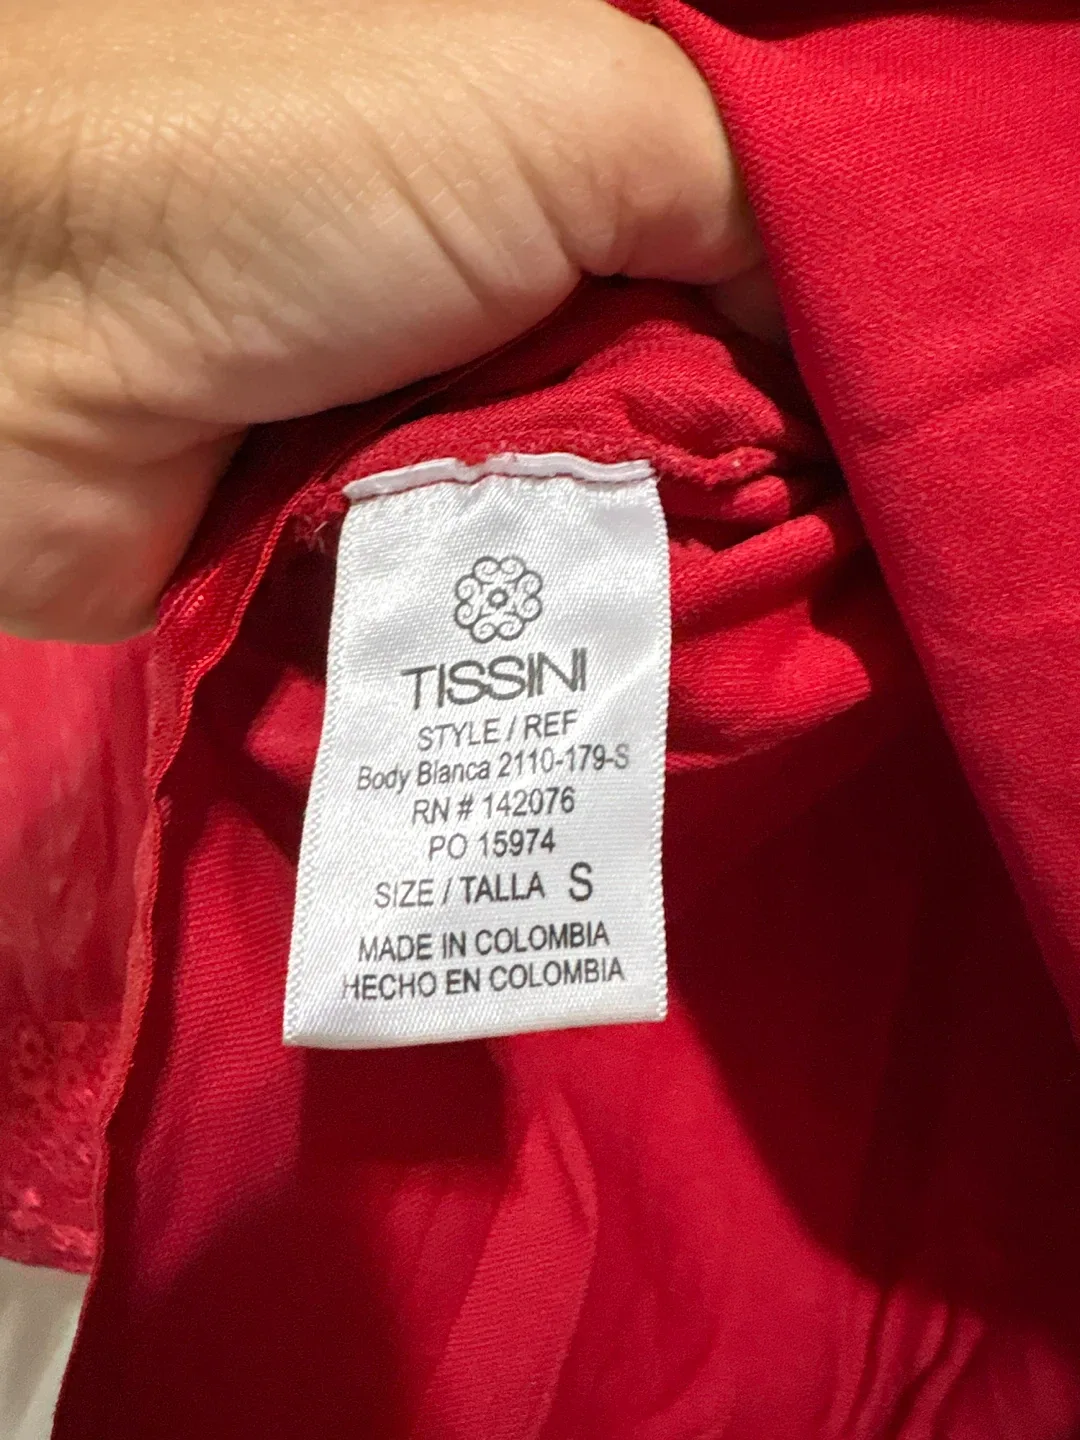 TISSINI
STYLE / REF
Body Blanca 2110-179-S
RN # 142076
PO 15974
SIZE / TALLA S
MADE IN COLOMBIA
HECHO EN COLOMBIA